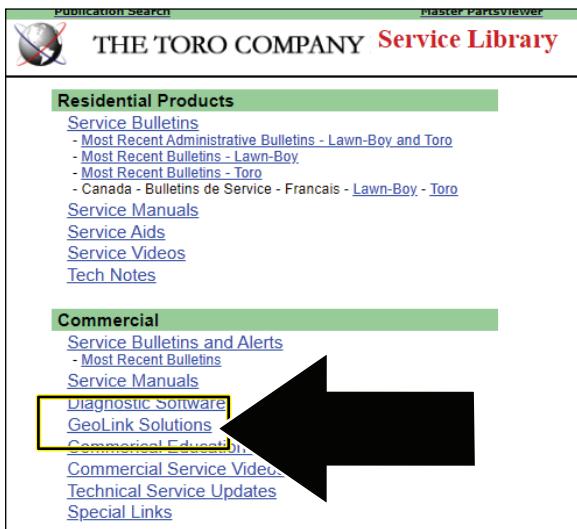 Publication Search Master PartsViewer
THE TORO COMPANY Service Library
Residential Products
Service Bulletins
- Most Recent Administrative Bulletins - Lawn-Boy and Toro
- Most Recent Bulletins - Lawn-Boy
- Most Recent Bulletins - Toro
- Canada - Bulletins de Service - Francais - Lawn-Boy - Toro
Service Manuals
Service Aids
Service Videos
Tech Notes
Commercial
Service Bulletins and Alerts
- Most Recent Bulletins
Service Manuals
Diagnostic Software
GeoLink Solutions
Commerical Education
Commercial Service Videos
Technical Service Updates
Special Links